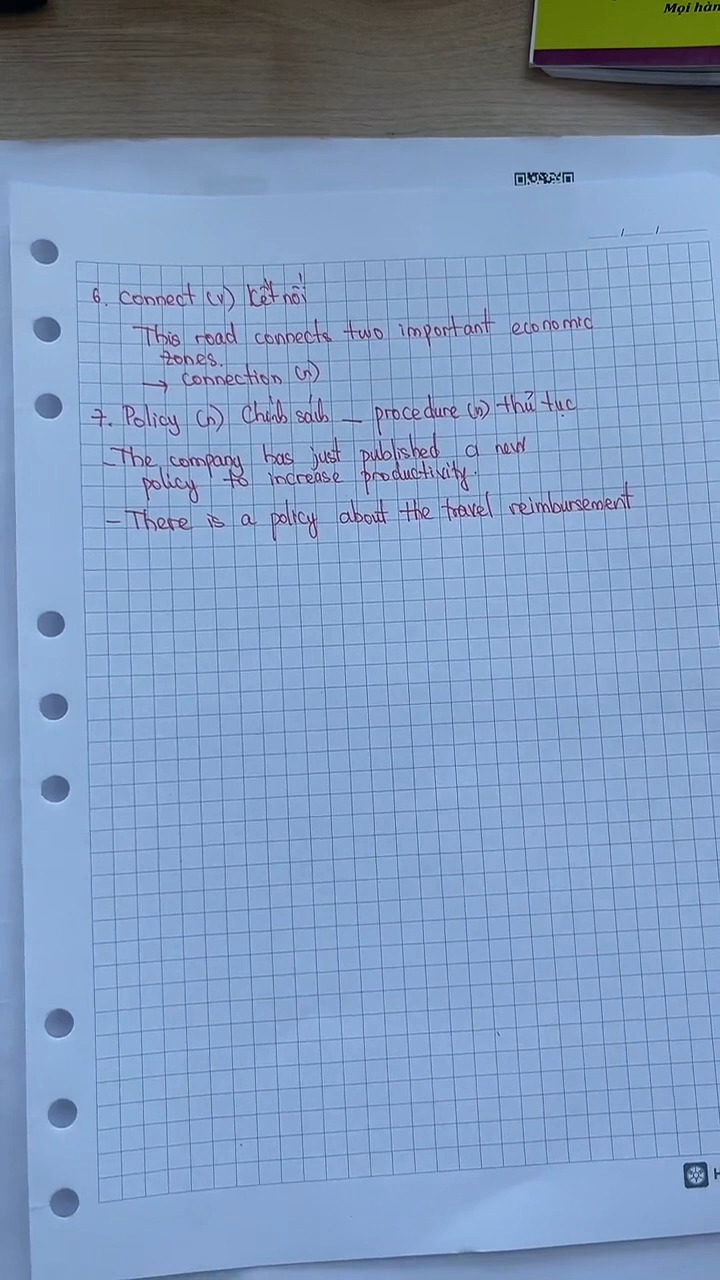 Mọi hàn
/ /
6. Connect (v) kết nối
This road connects two important economic
zones.
→ connection (n)
7. Policy (n) Chính sách _ procedure (n) thủ tục
- The company has just published a new
policy to increase productivity.
- There is a policy about the travel reimbursement
H